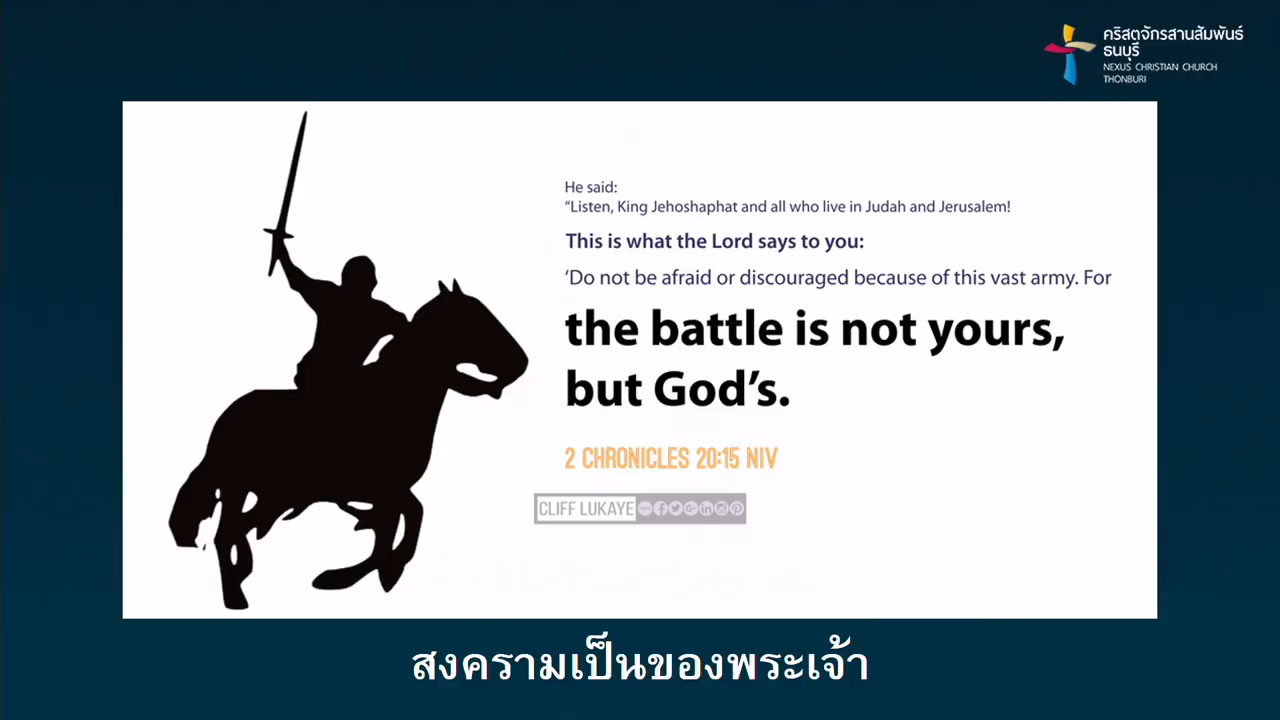 คริสตจักรสานสัมพันธ์
ธนบุรี
NEXUS CHRISTIAN CHURCH
THONBURI
He said:
“Listen, King Jehoshaphat and all who live in Judah and Jerusalem!
This is what the Lord says to you:
‘Do not be afraid or discouraged because of this vast army. For
the battle is not yours,
but God’s.
2 CHRONICLES 20:15 NIV
CLIFF LUKAYE
สงครามเป็นของพระเจ้า